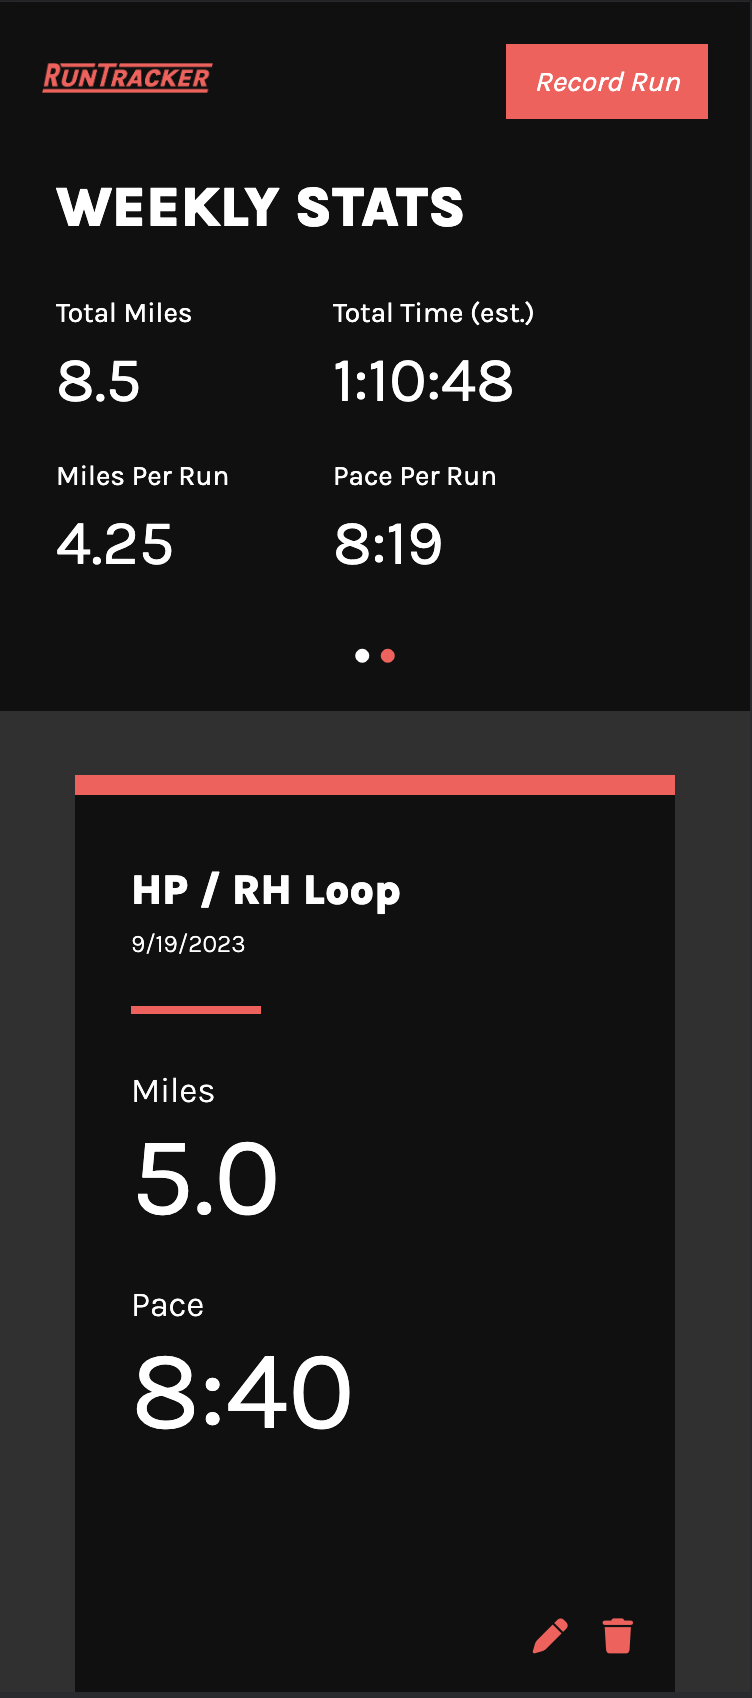 RUNTRACKER
Record Run
WEEKLY STATS
Total Miles Total Time (est.)
8.5 1:10:48
Miles Per Run Pace Per Run
4.25 8:19
HP / RH Loop
9/19/2023
Miles
5.0
Pace
8:40